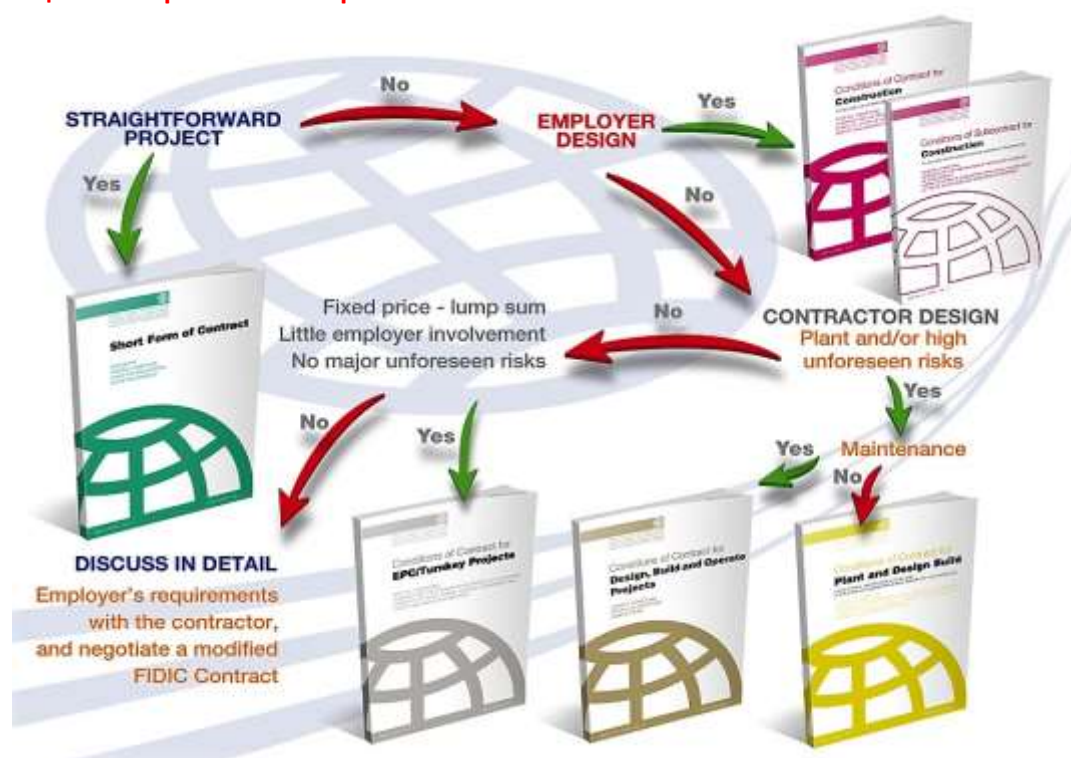 No
STRAIGHTFORWARD
PROJECT
EMPLOYER
DESIGN
Yes
Conditions of Contract for
Construction
Conditions of Subcontract for
Construction
Yes
No
Short Form of Contract
Fixed price - lump sum
Little employer involvement
No major unforeseen risks
No
CONTRACTOR DESIGN
Plant and/or high
unforeseen risks
Yes
No
Yes
Yes
Maintenance
No
DISCUSS IN DETAIL
Employer's requirements
with the contractor,
and negotiate a modified
FIDIC Contract
Conditions of Contract for
EPC/Turnkey Projects
Conditions of Contract for
Design, Build and Operate
Projects
Conditions of Contract for
Plant and Design Build